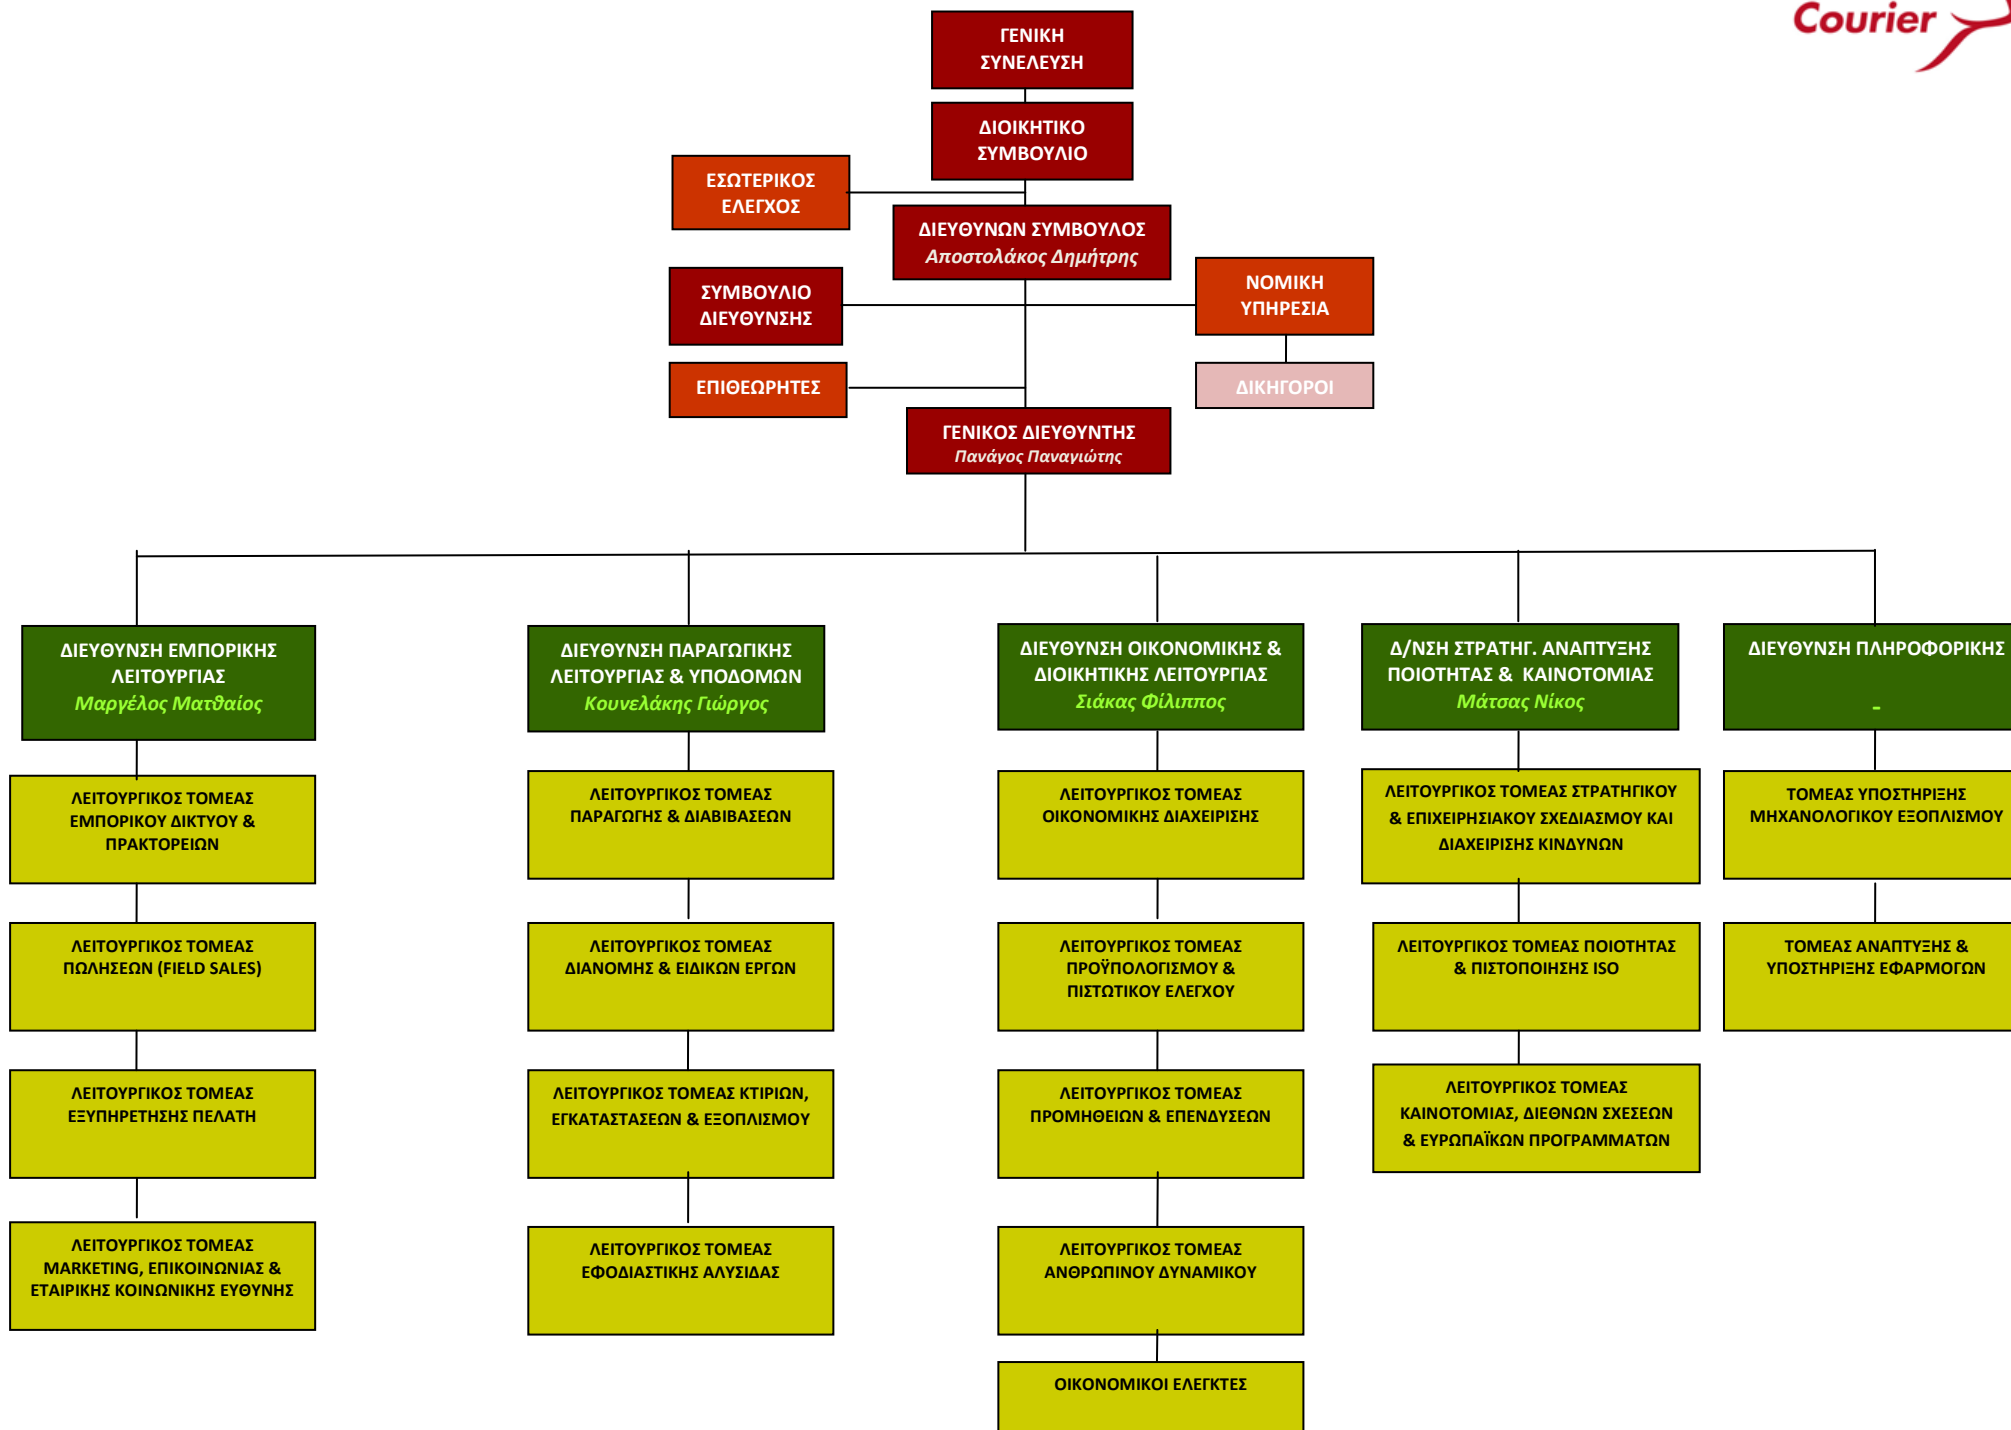 Courier
ΓΕΝΙΚΗ
ΣΥΝΕΛΕΥΣΗ
ΔΙΟΙΚΗΤΙΚΟ
ΣΥΜΒΟΥΛΙΟ
ΕΣΩΤΕΡΙΚΟΣ
ΕΛΕΓΧΟΣ
ΔΙΕΥΘΥΝΩΝ ΣΥΜΒΟΥΛΟΣ
Αποστολάκος Δημήτρης
ΣΥΜΒΟΥΛΙΟ
ΔΙΕΥΘΥΝΣΗΣ
ΝΟΜΙΚΗ
ΥΠΗΡΕΣΙΑ
ΕΠΙΘΕΩΡΗΤΕΣ
ΔΙΚΗΓΟΡΟΙ
ΓΕΝΙΚΟΣ ΔΙΕΥΘΥΝΤΗΣ
Πανάγος Παναγιώτης
ΔΙΕΥΘΥΝΣΗ ΕΜΠΟΡΙΚΗΣ
ΛΕΙΤΟΥΡΓΙΑΣ
Μαργέλος Ματθαίος
ΛΕΙΤΟΥΡΓΙΚΟΣ ΤΟΜΕΑΣ
ΕΜΠΟΡΙΚΟΥ ΔΙΚΤΥΟΥ &
ΠΡΑΚΤΟΡΕΙΩΝ
ΛΕΙΤΟΥΡΓΙΚΟΣ ΤΟΜΕΑΣ
ΠΩΛΗΣΕΩΝ (FIELD SALES)
ΛΕΙΤΟΥΡΓΙΚΟΣ ΤΟΜΕΑΣ
ΕΞΥΠΗΡΕΤΗΣΗΣ ΠΕΛΑΤΗ
ΛΕΙΤΟΥΡΓΙΚΟΣ ΤΟΜΕΑΣ
MARKETING, ΕΠΙΚΟΙΝΩΝΙΑΣ &
ΕΤΑΙΡΙΚΗΣ ΚΟΙΝΩΝΙΚΗΣ ΕΥΘΥΝΗΣ
ΔΙΕΥΘΥΝΣΗ ΠΑΡΑΓΩΓΙΚΗΣ
ΛΕΙΤΟΥΡΓΙΑΣ & ΥΠΟΔΟΜΩΝ
Κουνελάκης Γιώργος
ΛΕΙΤΟΥΡΓΙΚΟΣ ΤΟΜΕΑΣ
ΠΑΡΑΓΩΓΗΣ & ΔΙΑΒΙΒΑΣΕΩΝ
ΛΕΙΤΟΥΡΓΙΚΟΣ ΤΟΜΕΑΣ
ΔΙΑΝΟΜΗΣ & ΕΙΔΙΚΩΝ ΕΡΓΩΝ
ΛΕΙΤΟΥΡΓΙΚΟΣ ΤΟΜΕΑΣ ΚΤΙΡΙΩΝ,
ΕΓΚΑΤΑΣΤΑΣΕΩΝ & ΕΞΟΠΛΙΣΜΟΥ
ΛΕΙΤΟΥΡΓΙΚΟΣ ΤΟΜΕΑΣ
ΕΦΟΔΙΑΣΤΙΚΗΣ ΑΛΥΣΙΔΑΣ
ΔΙΕΥΘΥΝΣΗ ΟΙΚΟΝΟΜΙΚΗΣ &
ΔΙΟΙΚΗΤΙΚΗΣ ΛΕΙΤΟΥΡΓΙΑΣ
Σιάκας Φίλιππος
ΛΕΙΤΟΥΡΓΙΚΟΣ ΤΟΜΕΑΣ
ΟΙΚΟΝΟΜΙΚΗΣ ΔΙΑΧΕΙΡΙΣΗΣ
ΛΕΙΤΟΥΡΓΙΚΟΣ ΤΟΜΕΑΣ
ΠΡΟΫΠΟΛΟΓΙΣΜΟΥ &
ΠΙΣΤΩΤΙΚΟΥ ΕΛΕΓΧΟΥ
ΛΕΙΤΟΥΡΓΙΚΟΣ ΤΟΜΕΑΣ
ΠΡΟΜΗΘΕΙΩΝ & ΕΠΕΝΔΥΣΕΩΝ
ΛΕΙΤΟΥΡΓΙΚΟΣ ΤΟΜΕΑΣ
ΑΝΘΡΩΠΙΝΟΥ ΔΥΝΑΜΙΚΟΥ
ΟΙΚΟΝΟΜΙΚΟΙ ΕΛΕΓΚΤΕΣ
Δ/ΝΣΗ ΣΤΡΑΤΗΓ. ΑΝΑΠΤΥΞΗΣ
ΠΟΙΟΤΗΤΑΣ & ΚΑΙΝΟΤΟΜΙΑΣ
Μάτσας Νίκος
ΛΕΙΤΟΥΡΓΙΚΟΣ ΤΟΜΕΑΣ ΣΤΡΑΤΗΓΙΚΟΥ
& ΕΠΙΧΕΙΡΗΣΙΑΚΟΥ ΣΧΕΔΙΑΣΜΟΥ ΚΑΙ
ΔΙΑΧΕΙΡΙΣΗΣ ΚΙΝΔΥΝΩΝ
ΛΕΙΤΟΥΡΓΙΚΟΣ ΤΟΜΕΑΣ ΠΟΙΟΤΗΤΑΣ
& ΠΙΣΤΟΠΟΙΗΣΗΣ ISO
ΛΕΙΤΟΥΡΓΙΚΟΣ ΤΟΜΕΑΣ
ΚΑΙΝΟΤΟΜΙΑΣ, ΔΙΕΘΝΩΝ ΣΧΕΣΕΩΝ
& ΕΥΡΩΠΑΪΚΩΝ ΠΡΟΓΡΑΜΜΑΤΩΝ
ΔΙΕΥΘΥΝΣΗ ΠΛΗΡΟΦΟΡΙΚΗΣ
-
ΤΟΜΕΑΣ ΥΠΟΣΤΗΡΙΞΗΣ
ΜΗΧΑΝΟΛΟΓΙΚΟΥ ΕΞΟΠΛΙΣΜΟΥ
ΤΟΜΕΑΣ ΑΝΑΠΤΥΞΗΣ &
ΥΠΟΣΤΗΡΙΞΗΣ ΕΦΑΡΜΟΓΩΝ